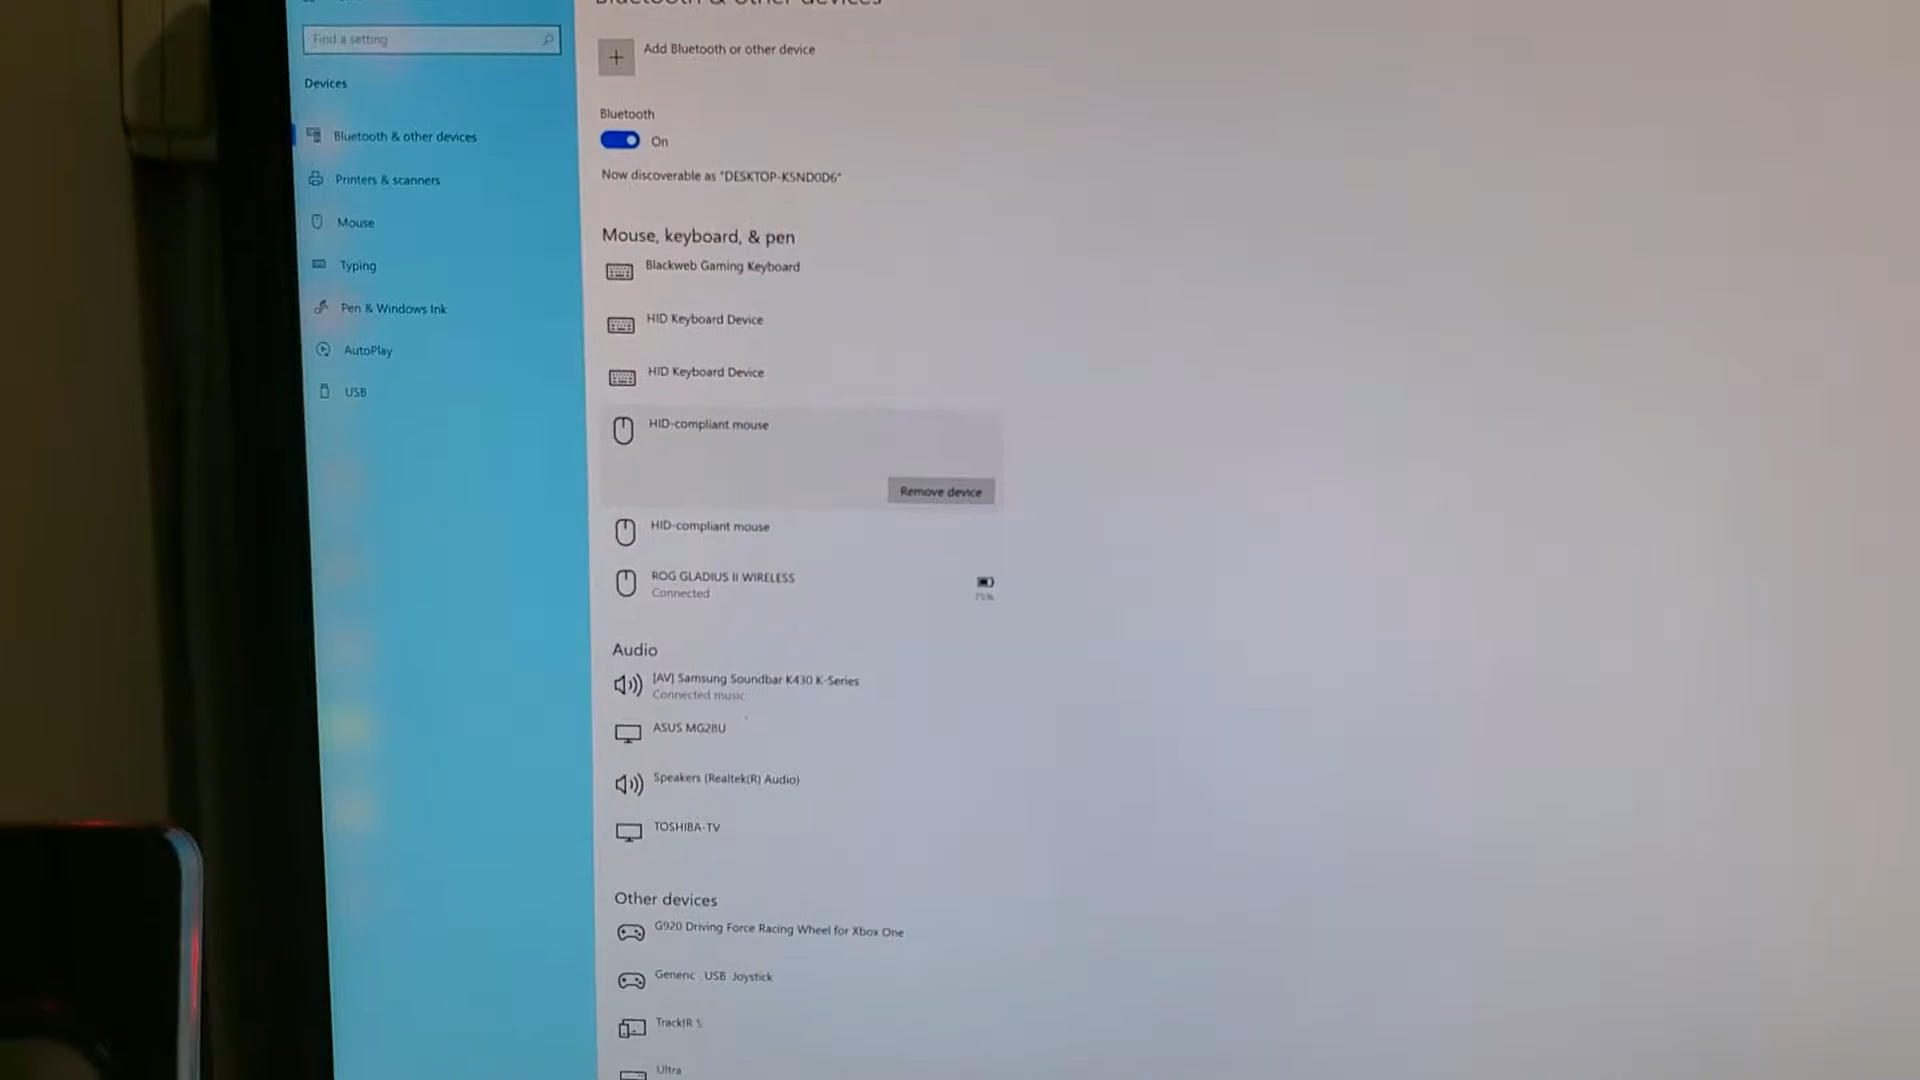 Bluetooth & other devices
Find a setting
Add Bluetooth or other device
Devices
Bluetooth
On
Bluetooth & other devices
Now discoverable as "DESKTOP-K5ND0D6"
Printers & scanners
Mouse
Typing
Pen & Windows Ink
AutoPlay
USB
Mouse, keyboard, & pen
Blackweb Gaming Keyboard
HID Keyboard Device
HID Keyboard Device
HID-compliant mouse
Remove device
HID-compliant mouse
ROG GLADIUS II WIRELESS
Connected
75%
Audio
[AV] Samsung Soundbar K430 K-Series
Connected music
ASUS MG28U
Speakers (Realtek(R) Audio)
TOSHIBA-TV
Other devices
G920 Driving Force Racing Wheel for Xbox One
Generic USB Joystick
TrackIR 5
Ultra